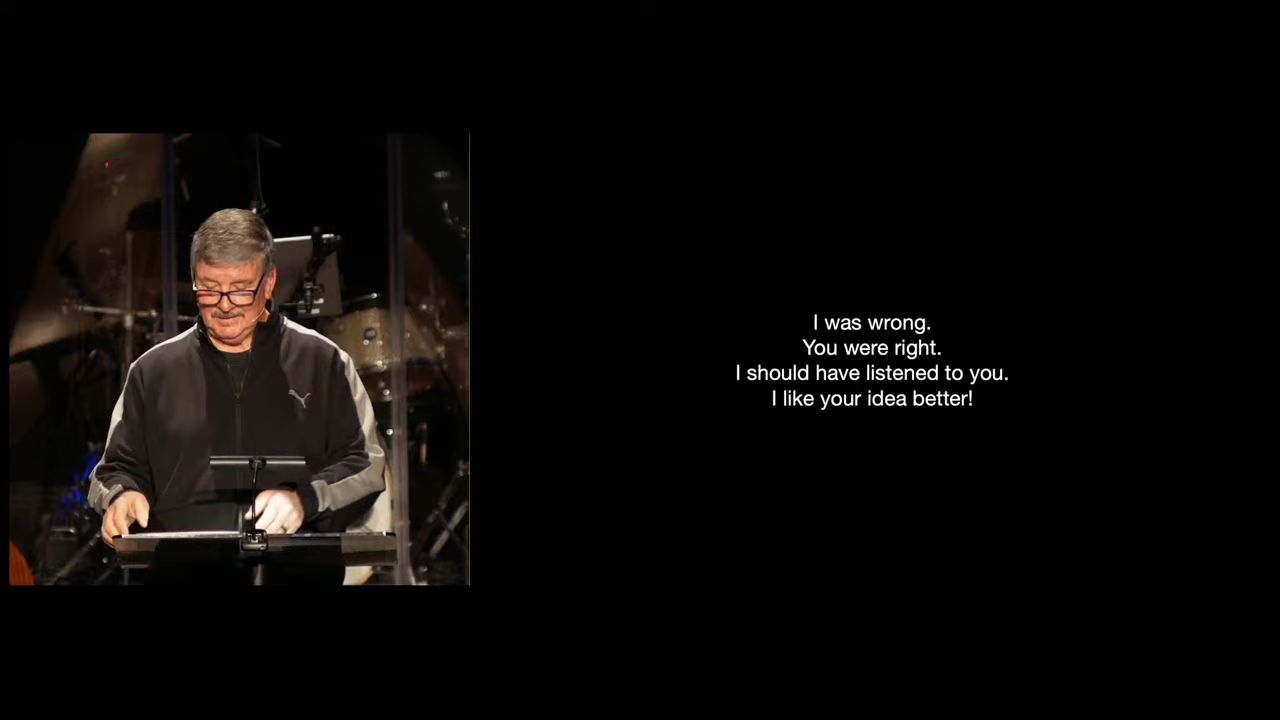 I was wrong.
You were right.
I should have listened to you.
I like your idea better!